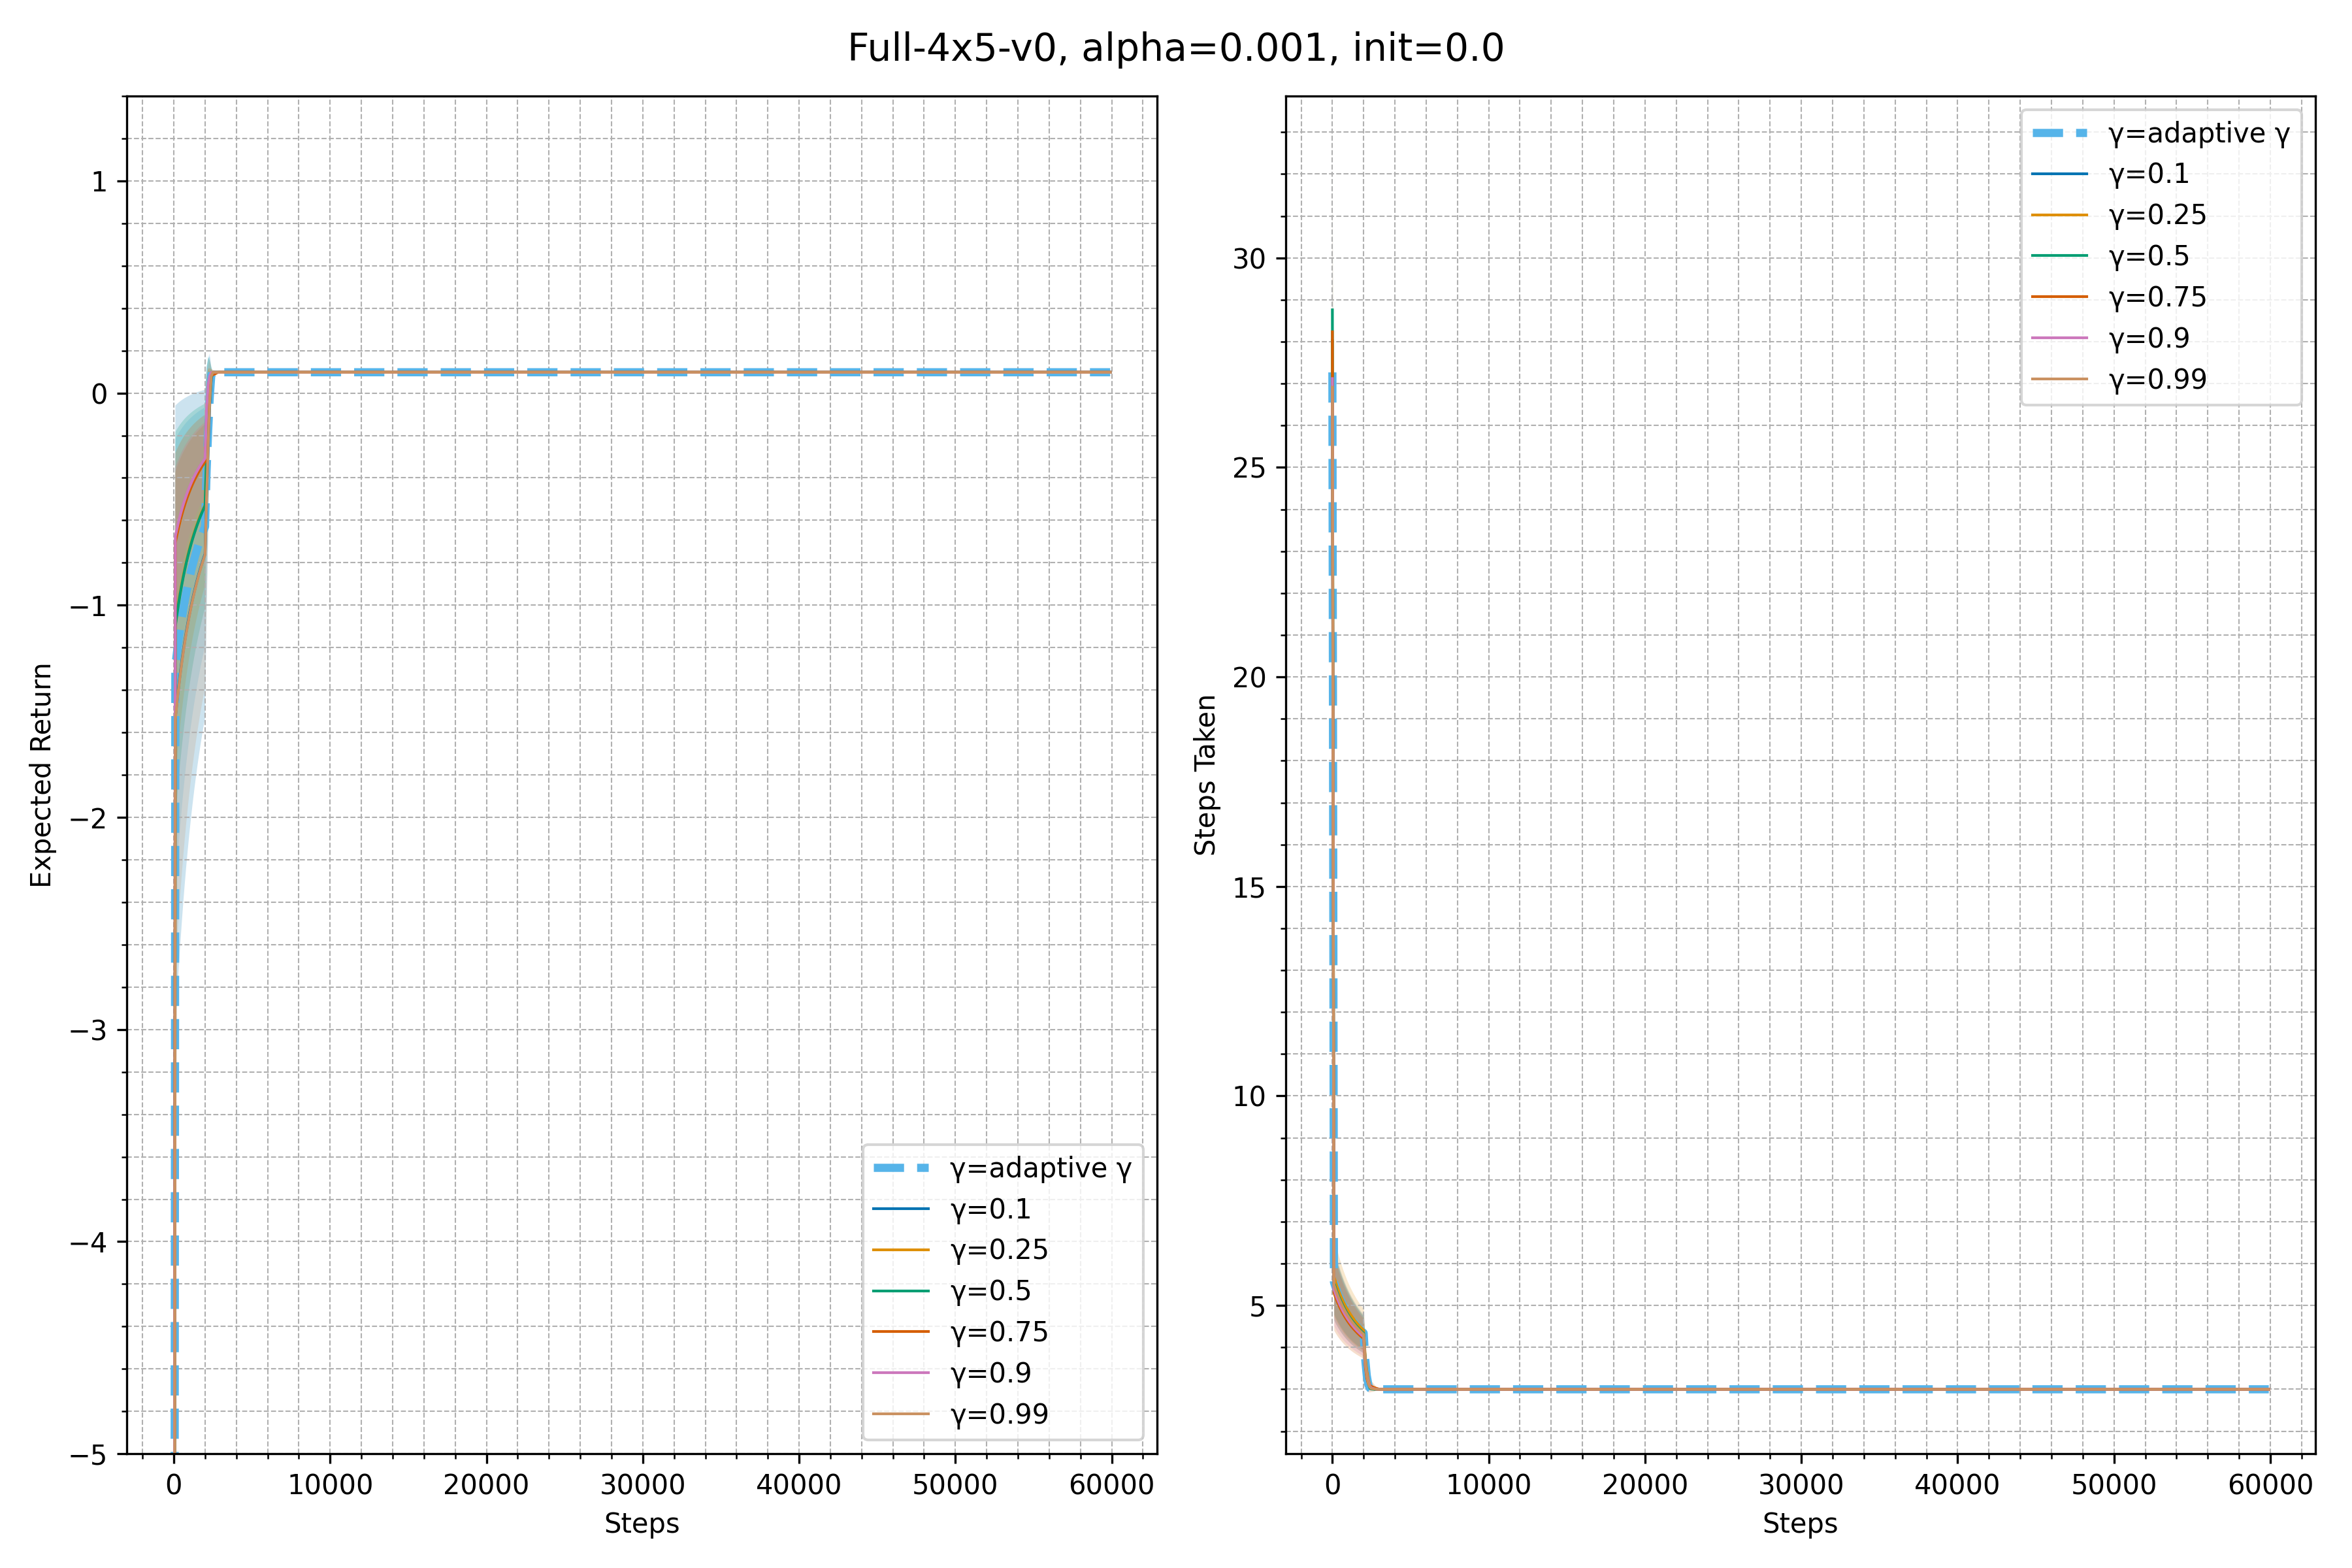 Full-4x5-v0, alpha=0.001, init=0.0
Expected Return
1
0
−1
−2
−3
−4
−5
0
10000
20000
30000
40000
50000
60000
Steps
γ=adaptive γ
γ=0.1
γ=0.25
γ=0.5
γ=0.75
γ=0.9
γ=0.99
Steps Taken
30
25
20
15
10
5
0
10000
20000
30000
40000
50000
60000
Steps
γ=adaptive γ
γ=0.1
γ=0.25
γ=0.5
γ=0.75
γ=0.9
γ=0.99